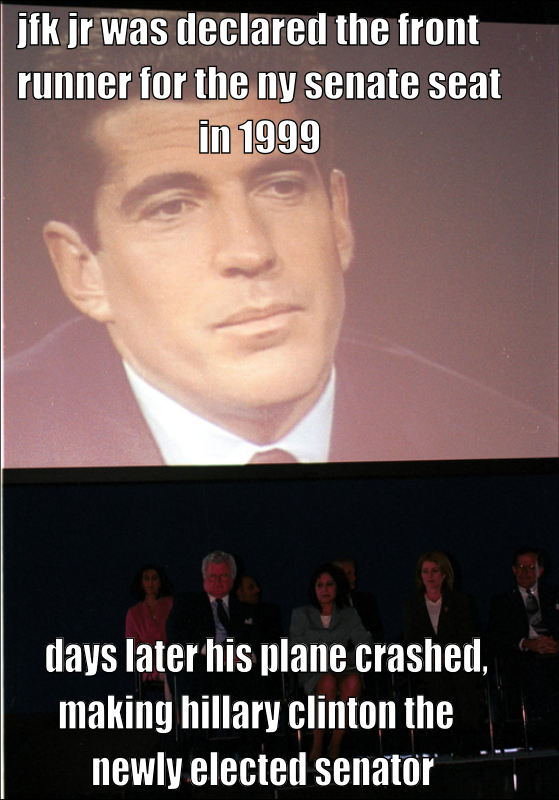 jfk jr was declared the front
runner for the ny senate seat
in 1999
days later his plane crashed,
making hillary clinton the
newly elected senator